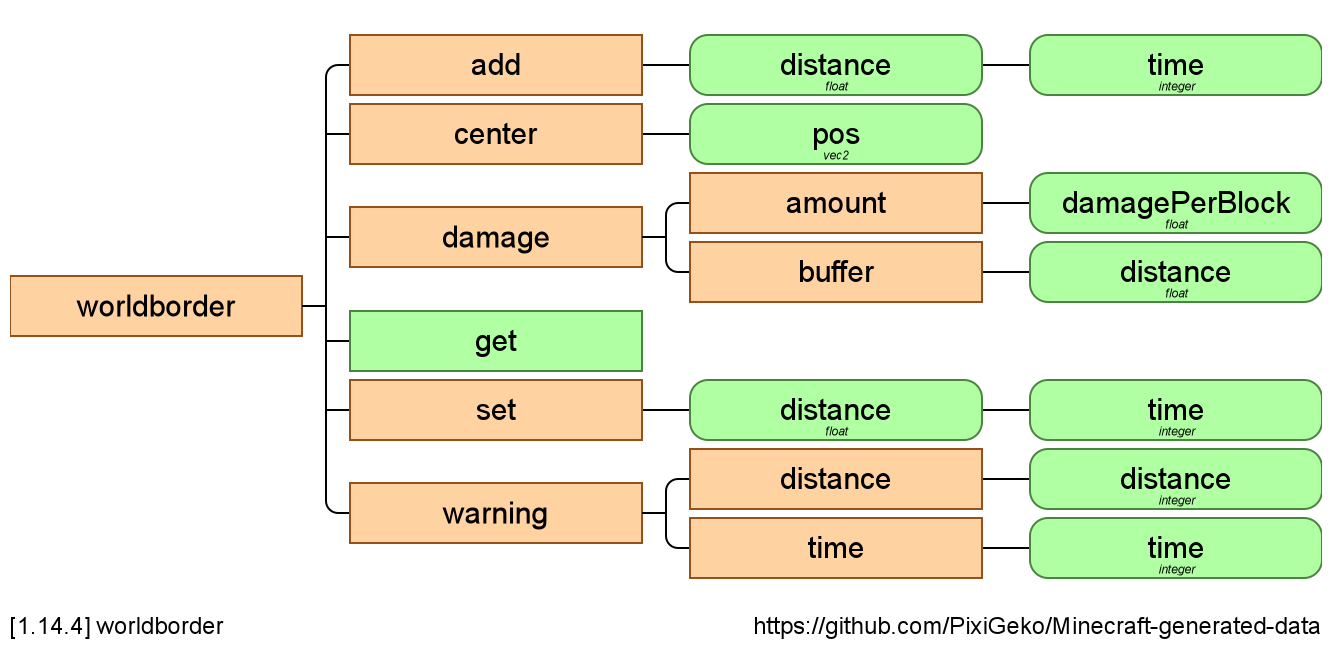 add
distance
float
time
integer
center
pos
vec2
damage
amount
damagePerBlock
float
buffer
distance
float
worldborder
get
set
distance
float
time
integer
warning
distance
distance
integer
time
time
integer
[1.14.4] worldborder
https://github.com/PixiGeko/Minecraft-generated-data